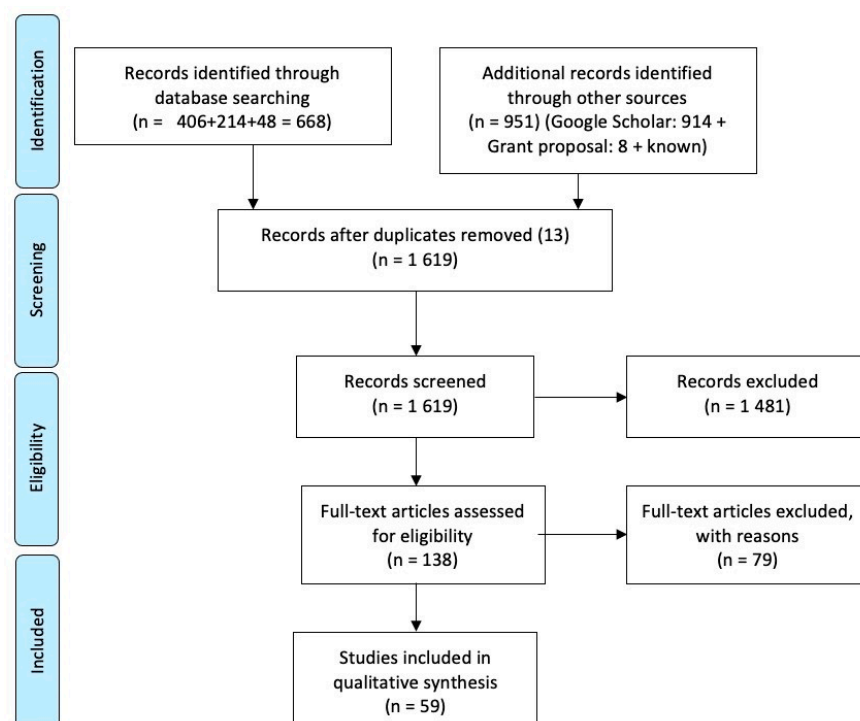 Identification
Records identified through
database searching
(n =   406+214+48 = 668)
Additional records identified
through other sources
(n = 951) (Google Scholar: 914 +
Grant proposal: 8 + known)
Screening
Records after duplicates removed (13)
(n = 1 619)
Records screened
(n = 1 619)
Records excluded
(n = 1 481)
Eligibility
Full-text articles assessed
for eligibility
(n = 138)
Full-text articles excluded,
with reasons
(n = 79)
Included
Studies included in
qualitative synthesis
(n = 59)